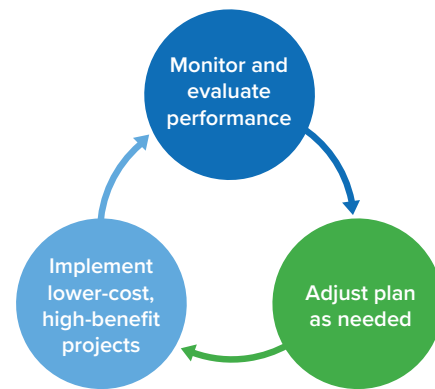 Monitor and
evaluate
performance
Adjust plan
as needed
Implement
lower-cost,
high-benefit
projects